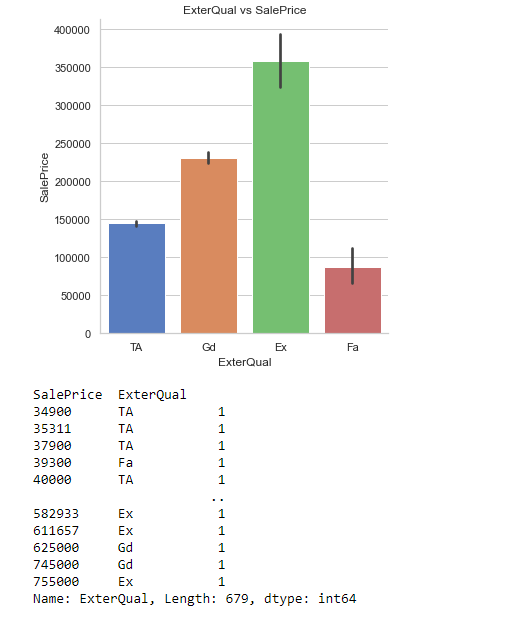 ExterQual vs SalePrice
400000
350000
300000
250000
200000
150000
100000
50000
0
SalePrice
TA Gd Ex Fa
ExterQual
SalePrice ExterQual
34900 TA 1
35311 TA 1
37900 TA 1
39300 Fa 1
40000 TA 1
..
582933 Ex 1
611657 Ex 1
625000 Gd 1
745000 Gd 1
755000 Ex 1
Name: ExterQual, Length: 679, dtype: int64